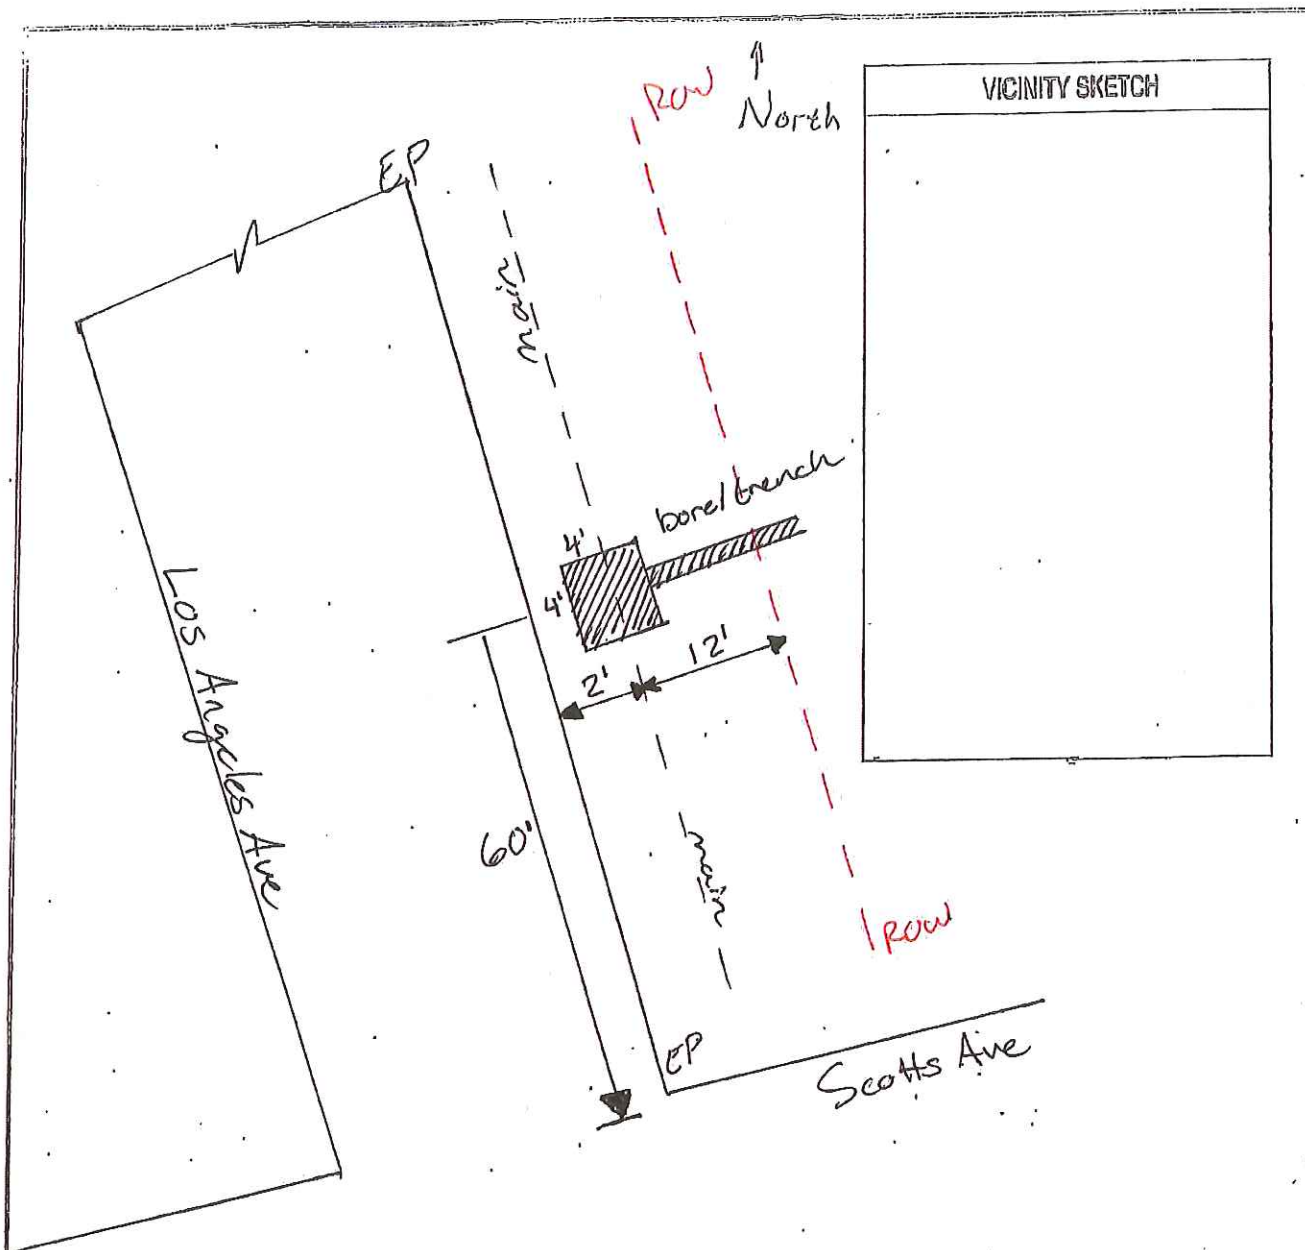 ROW
North
VICINITY SKETCH
EP
main
bore/trench
4'
4'
Los Angeles Ave
2'
12'
60'
main
ROW
EP
Scotts Ave